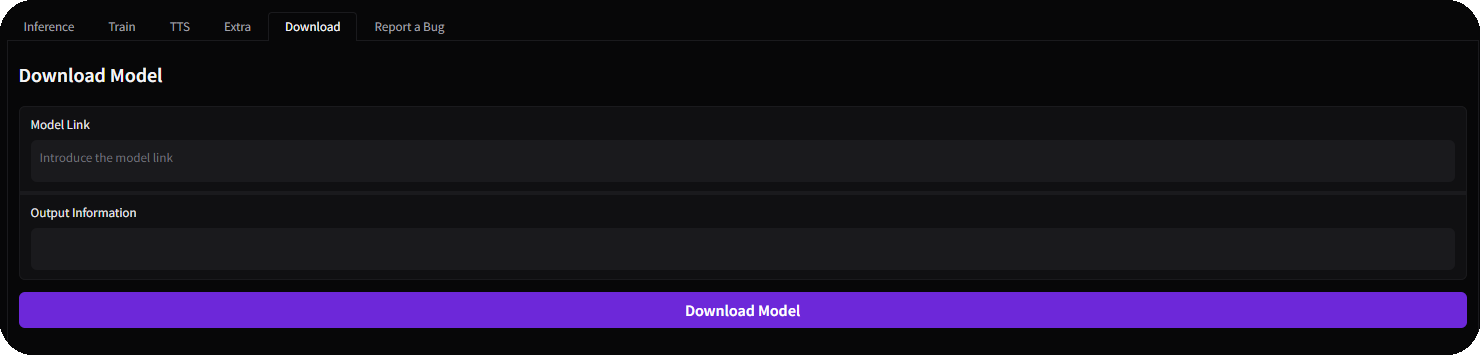 Inference Train TTS Extra Download Report a Bug
Download Model
Model Link
Introduce the model link
Output Information
Download Model